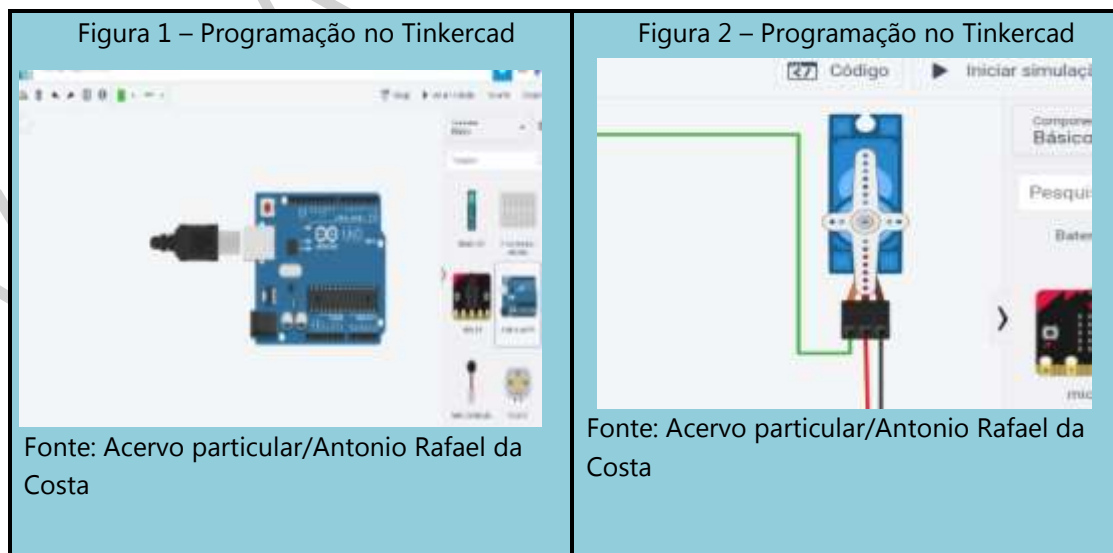 Figura 1 – Programação no Tinkercad
Fonte: Acervo particular/Antonio Rafael da
Costa
Figura 2 – Programação no Tinkercad
Código
Iniciar simulaçã
Básico
Pesqui
Bater
Fonte: Acervo particular/Antonio Rafael da
Costa